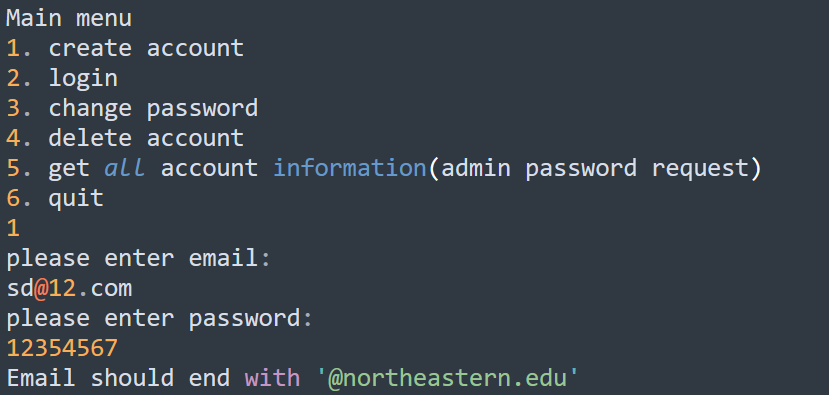 Main menu
1. create account
2. login
3. change password
4. delete account
5. get all account information(admin password request)
6. quit
1
please enter email:
sd@12.com
please enter password:
12354567
Email should end with '@northeastern.edu'